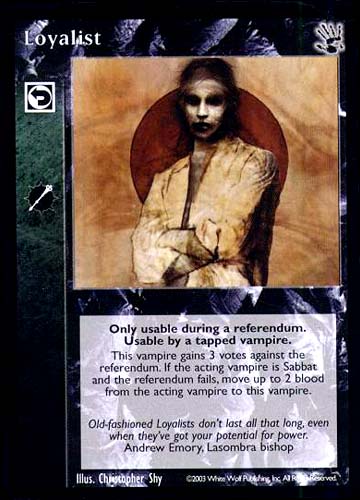 Loyalist
Only usable during a referendum.
Usable by a tapped vampire.
This vampire gains 3 votes against the
referendum. If the acting vampire is Sabbat
and the referendum fails, move up to 2 blood
from the acting vampire to this vampire.
Old-fashioned Loyalists don't last all that long, even
when they've got your potential for power.
Andrew Emory, Lasombra bishop
Illus. Christopher Shy
©2003 White Wolf Publishing, Inc. All Rights Reserved.